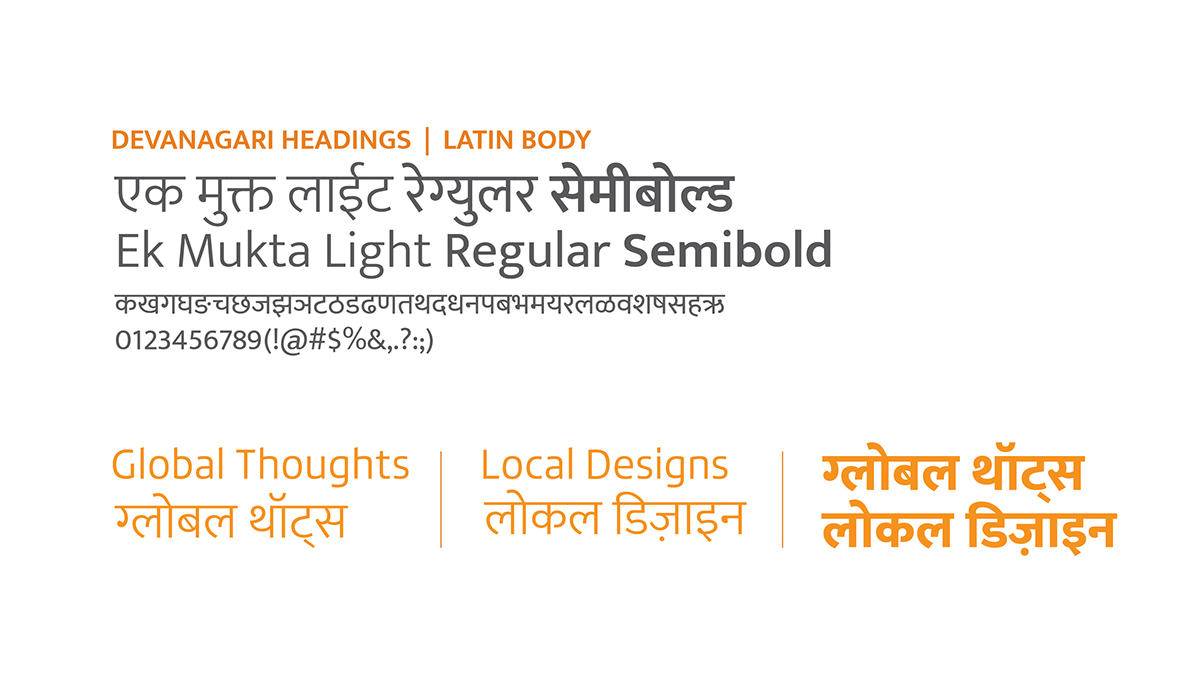 DEVANAGARI HEADINGS | LATIN BODY
एक मुक्त लाईट रेग्युलर सेमीबोल्ड
Ek Mukta Light Regular Semibold
कखगघङचछजझञटठडढणतथदधनपबभमयरलळवशषसहऋ
0123456789(!@#$%&,.?:;)
Global Thoughts
ग्लोबल थॉट्स
Local Designs
लोकल डिज़ाइन
ग्लोबल थॉट्स
लोकल डिज़ाइन